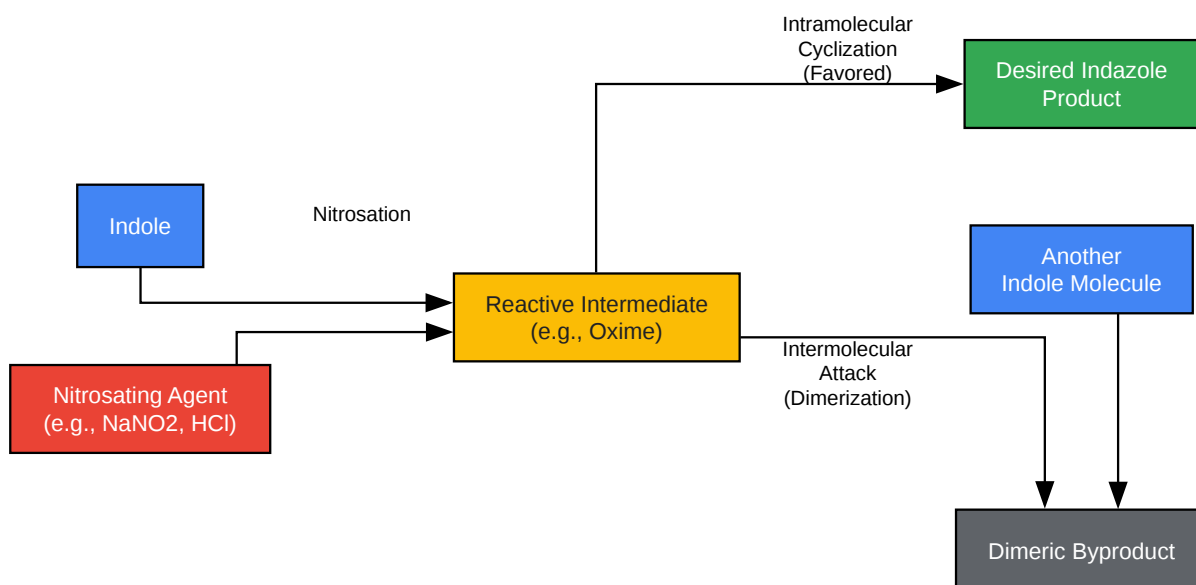 Intramolecular
Cyclization
(Favored)
Desired Indazole
Product
Indole
Nitrosation
Another
Indole Molecule
Reactive Intermediate
(e.g., Oxime)
Intermolecular
Attack
(Dimerization)
Nitrosating Agent
(e.g., NaNO2, HCl)
Dimeric Byproduct